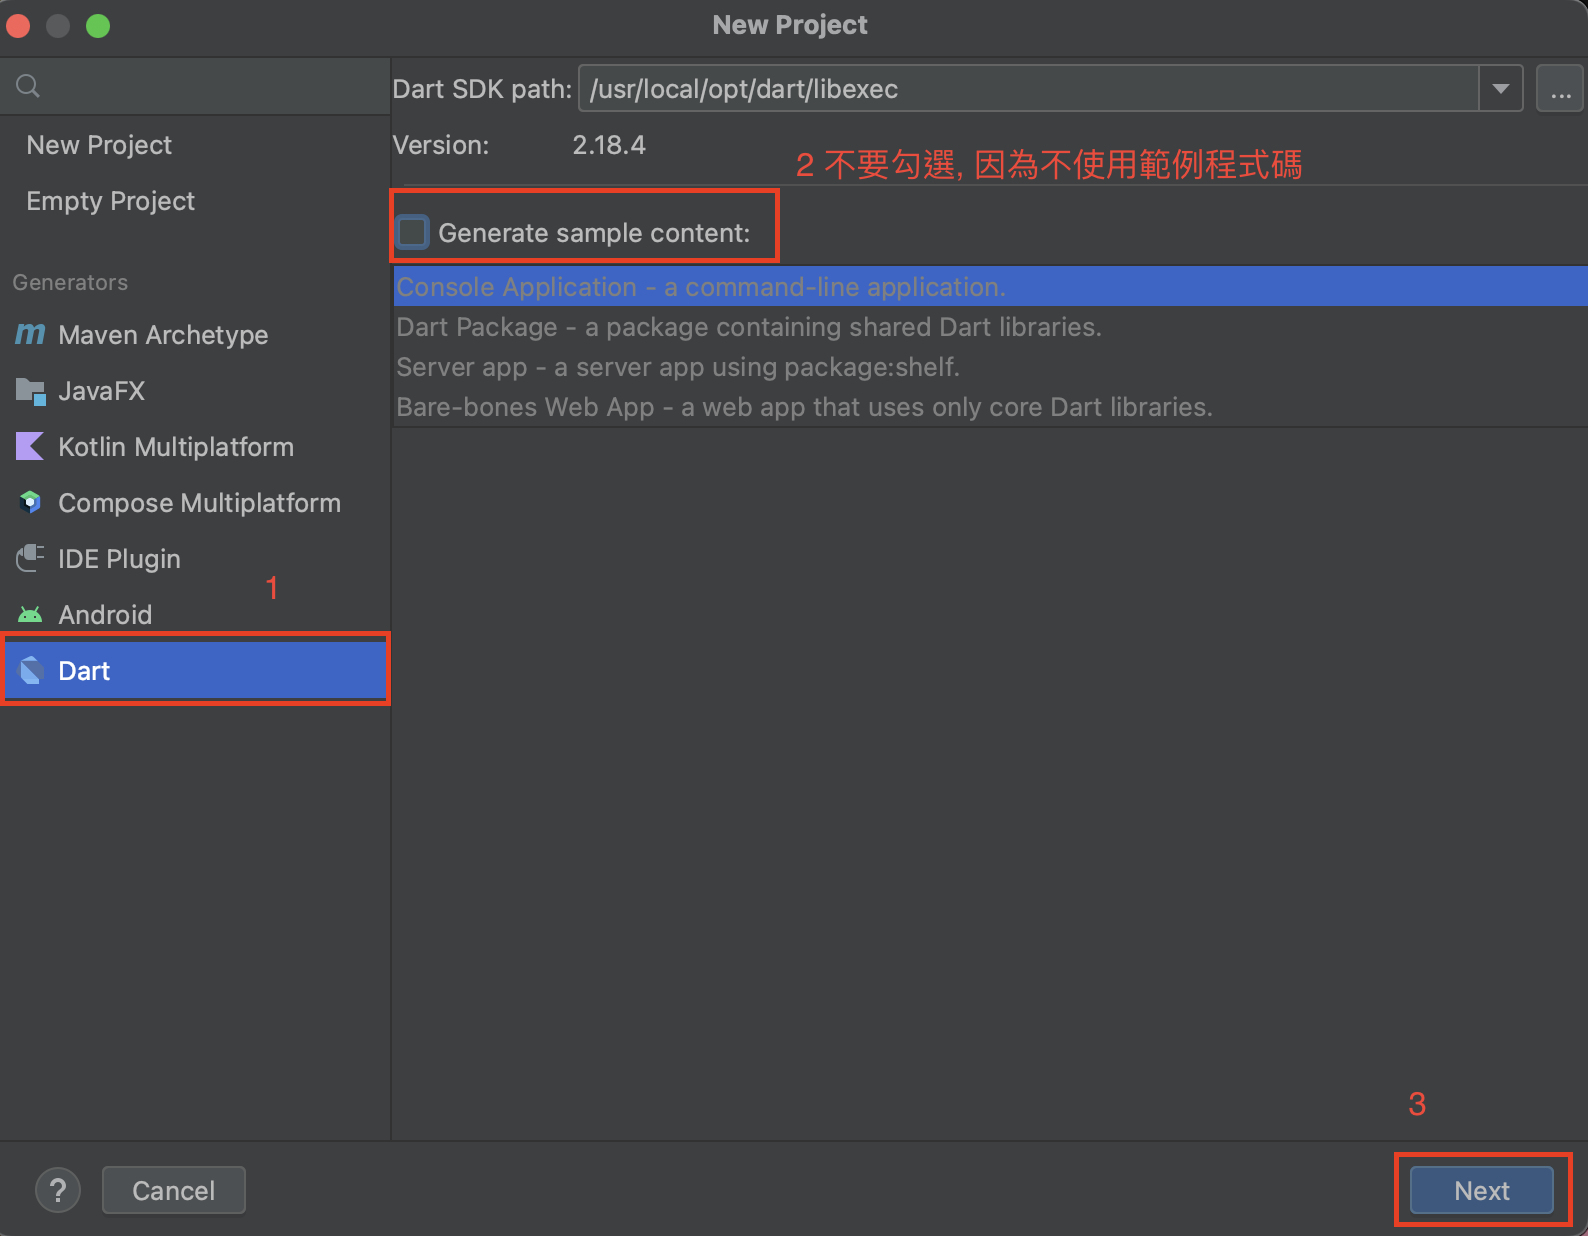 New Project
Dart SDK path: /usr/local/opt/dart/libexec ...
New Project
Version: 2.18.4
2 不要勾選, 因為不使用範例程式碼
Empty Project
Generate sample content:
Generators
Console Application - a command-line application.
Dart Package - a package containing shared Dart libraries.
Server app - a server app using package:shelf.
Bare-bones Web App - a web app that uses only core Dart libraries.
m Maven Archetype
JavaFX
Kotlin Multiplatform
Compose Multiplatform
IDE Plugin
1
Android
Dart
3
? Cancel
Next